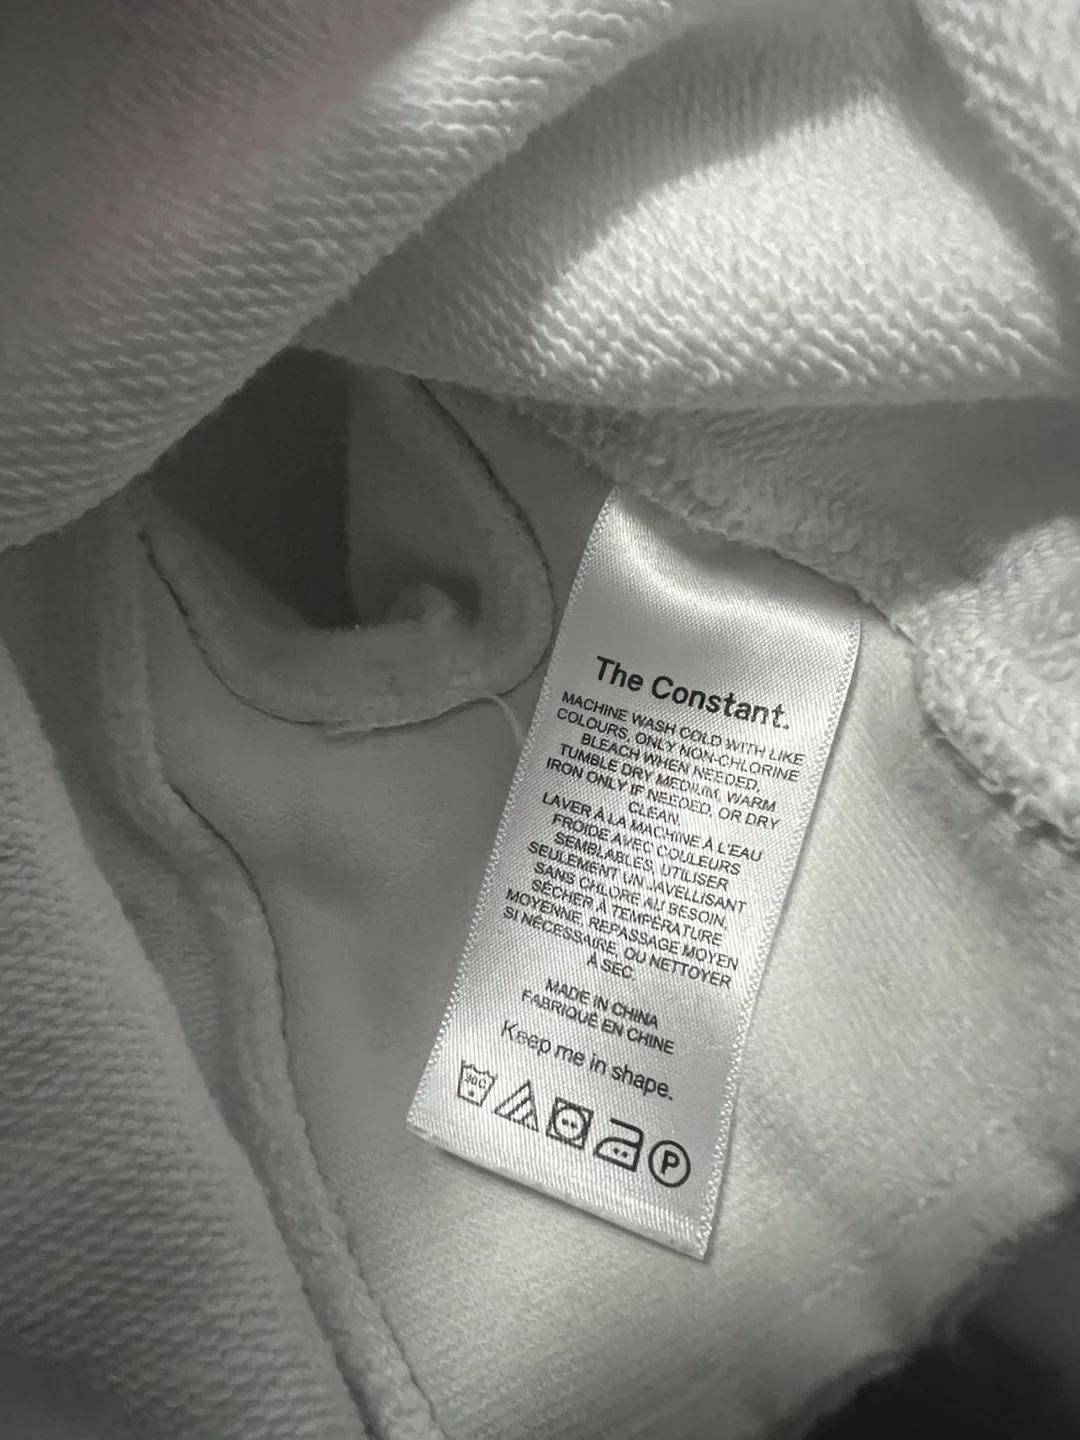 The Constant.
MACHINE WASH COLD WITH LIKE
COLOURS, ONLY NON-CHLORINE
BLEACH WHEN NEEDED,
TUMBLE DRY MEDIUM, WARM
IRON ONLY IF NEEDED, OR DRY
CLEAN.
LAVER À LA MACHINE À L'EAU
FROIDE AVEC COULEURS
SEMBLABLES, UTILISER
SEULEMENT UN JAVELLISANT
SANS CHLORE AU BESOIN,
SÉCHER À TEMPÉRATURE
MOYENNE, REPASSAGE MOYEN
SI NÉCESSAIRE, OU NETTOYER
À SEC.
MADE IN CHINA
FABRIQUÉ EN CHINE
Keep me in shape.
30C P